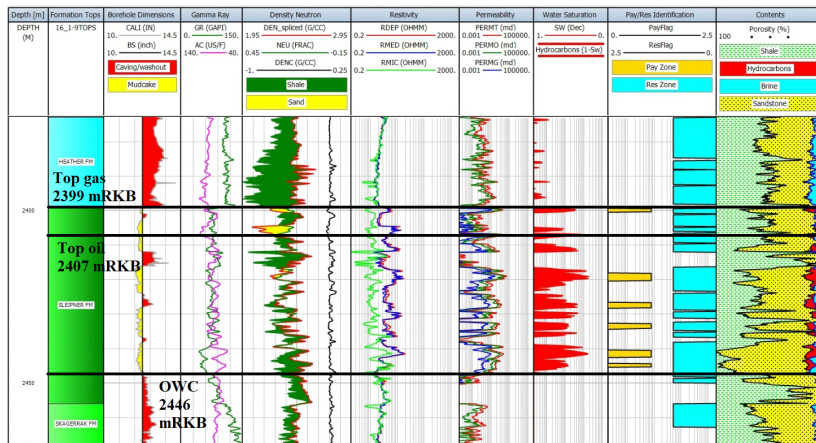 Depth [m] Formation Tops Borehole Dimensions Gamma Ray Density Neutron Resitivity Permeability Water Saturation Pay/Res Identification Contents
DEPTH (M)
16_1-9TOPS
CALI (IN)
10. 14.5
BS (inch)
10. 14.5
Caving/washout
Mudcake
GR (GAPI)
0. 150.
AC (US/F)
140. 40.
DEN_spliced (G/CC)
1.95 2.95
NEU (FRAC)
0.45 -0.15
DENC (G/CC)
-1. 0.25
Shale
Sand
RDEP (OHMM)
0.2 2000.
RMED (OHMM)
0.2 2000.
RMIC (OHMM)
0.2 2000.
PERMT (md)
0.001 100000.
PERMO (md)
0.001 100000.
PERMG (md)
0.001 100000.
SW (Dec)
1. 0.
Hydrocarbons (1-Sw)
PayFlag
0. 2.5
ResFlag
2.5 0.
Pay Zone
Res Zone
Porosity (%)
100 0
Shale
Hydrocarbons
Brine
Sandstone
HEATHER FM
Top gas
2399 mRKB
2400
Top oil
2407 mRKB
SLEIPNER FM
OWC
2446
mRKB
2450
SKAGERRAK FM